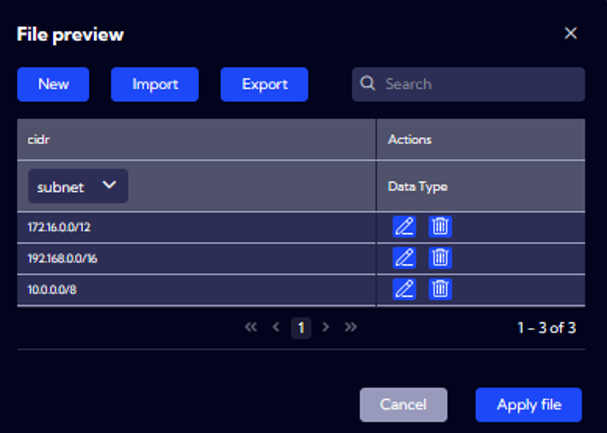 File preview
New Import Export Search
cidr Actions
subnet Data Type
172.16.0.0/12
192.168.0.0/16
10.0.0.0/8
« < 1 > » 1 - 3 of 3
Cancel Apply file